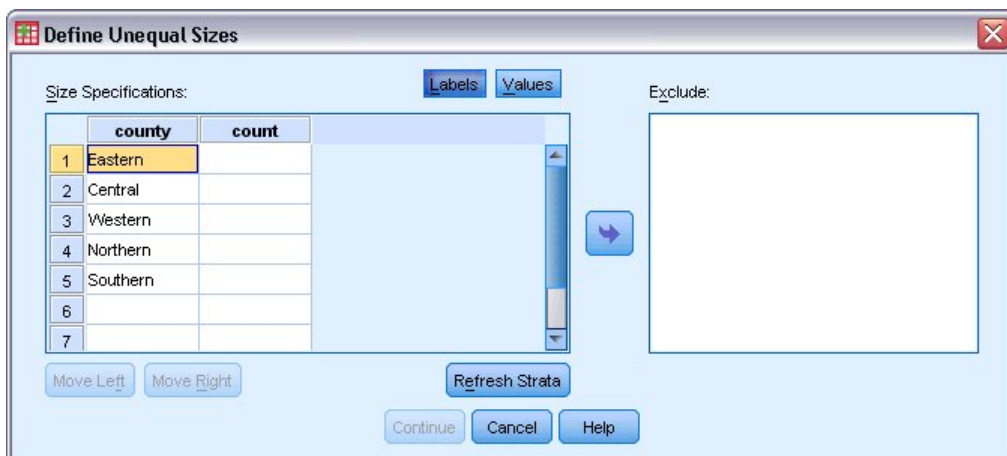 Define Unequal Sizes
Size Specifications:
Labels Values
Exclude:
county count
1 Eastern
2 Central
3 Western
4 Northern
5 Southern
6
7
Move Left Move Right Refresh Strata
Continue Cancel Help